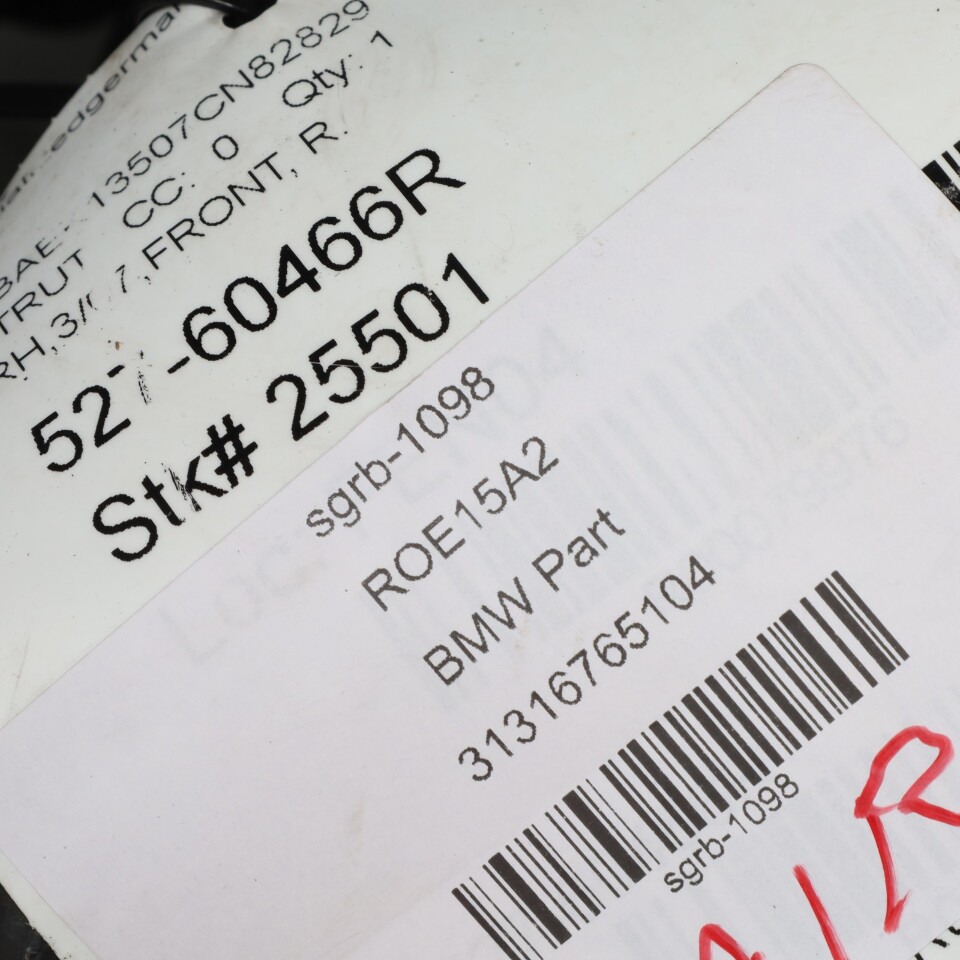 13507CN82829
TRUT CC: 0 Qty: 1
RH,3/ 7,FRONT, R.
-60466R
Stk# 25501
sgrb-1098
ROE15A2
BMW Part
31316765104
sgrb-1098